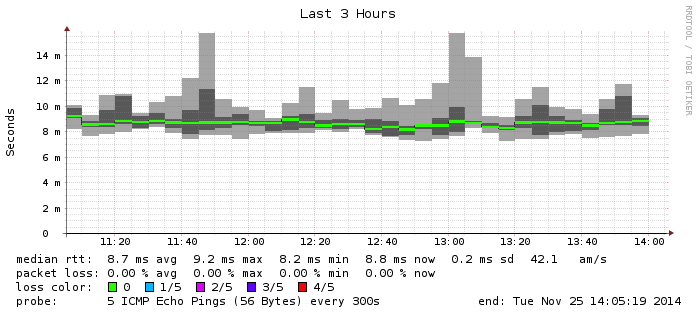 Last 3 Hours
RRDTOOL / TOBI OETIKER
Seconds
14 m
12 m
10 m
8 m
6 m
4 m
2 m
0
11:20 11:40 12:00 12:20 12:40 13:00 13:20 13:40 14:00
median rtt: 8.7 ms avg 9.2 ms max 8.2 ms min 8.8 ms now 0.2 ms sd 42.1 am/s
packet loss: 0.00 % avg 0.00 % max 0.00 % min 0.00 % now
loss color: 0 1/5 2/5 3/5 4/5
probe: 5 ICMP Echo Pings (56 Bytes) every 300s end: Tue Nov 25 14:05:19 2014